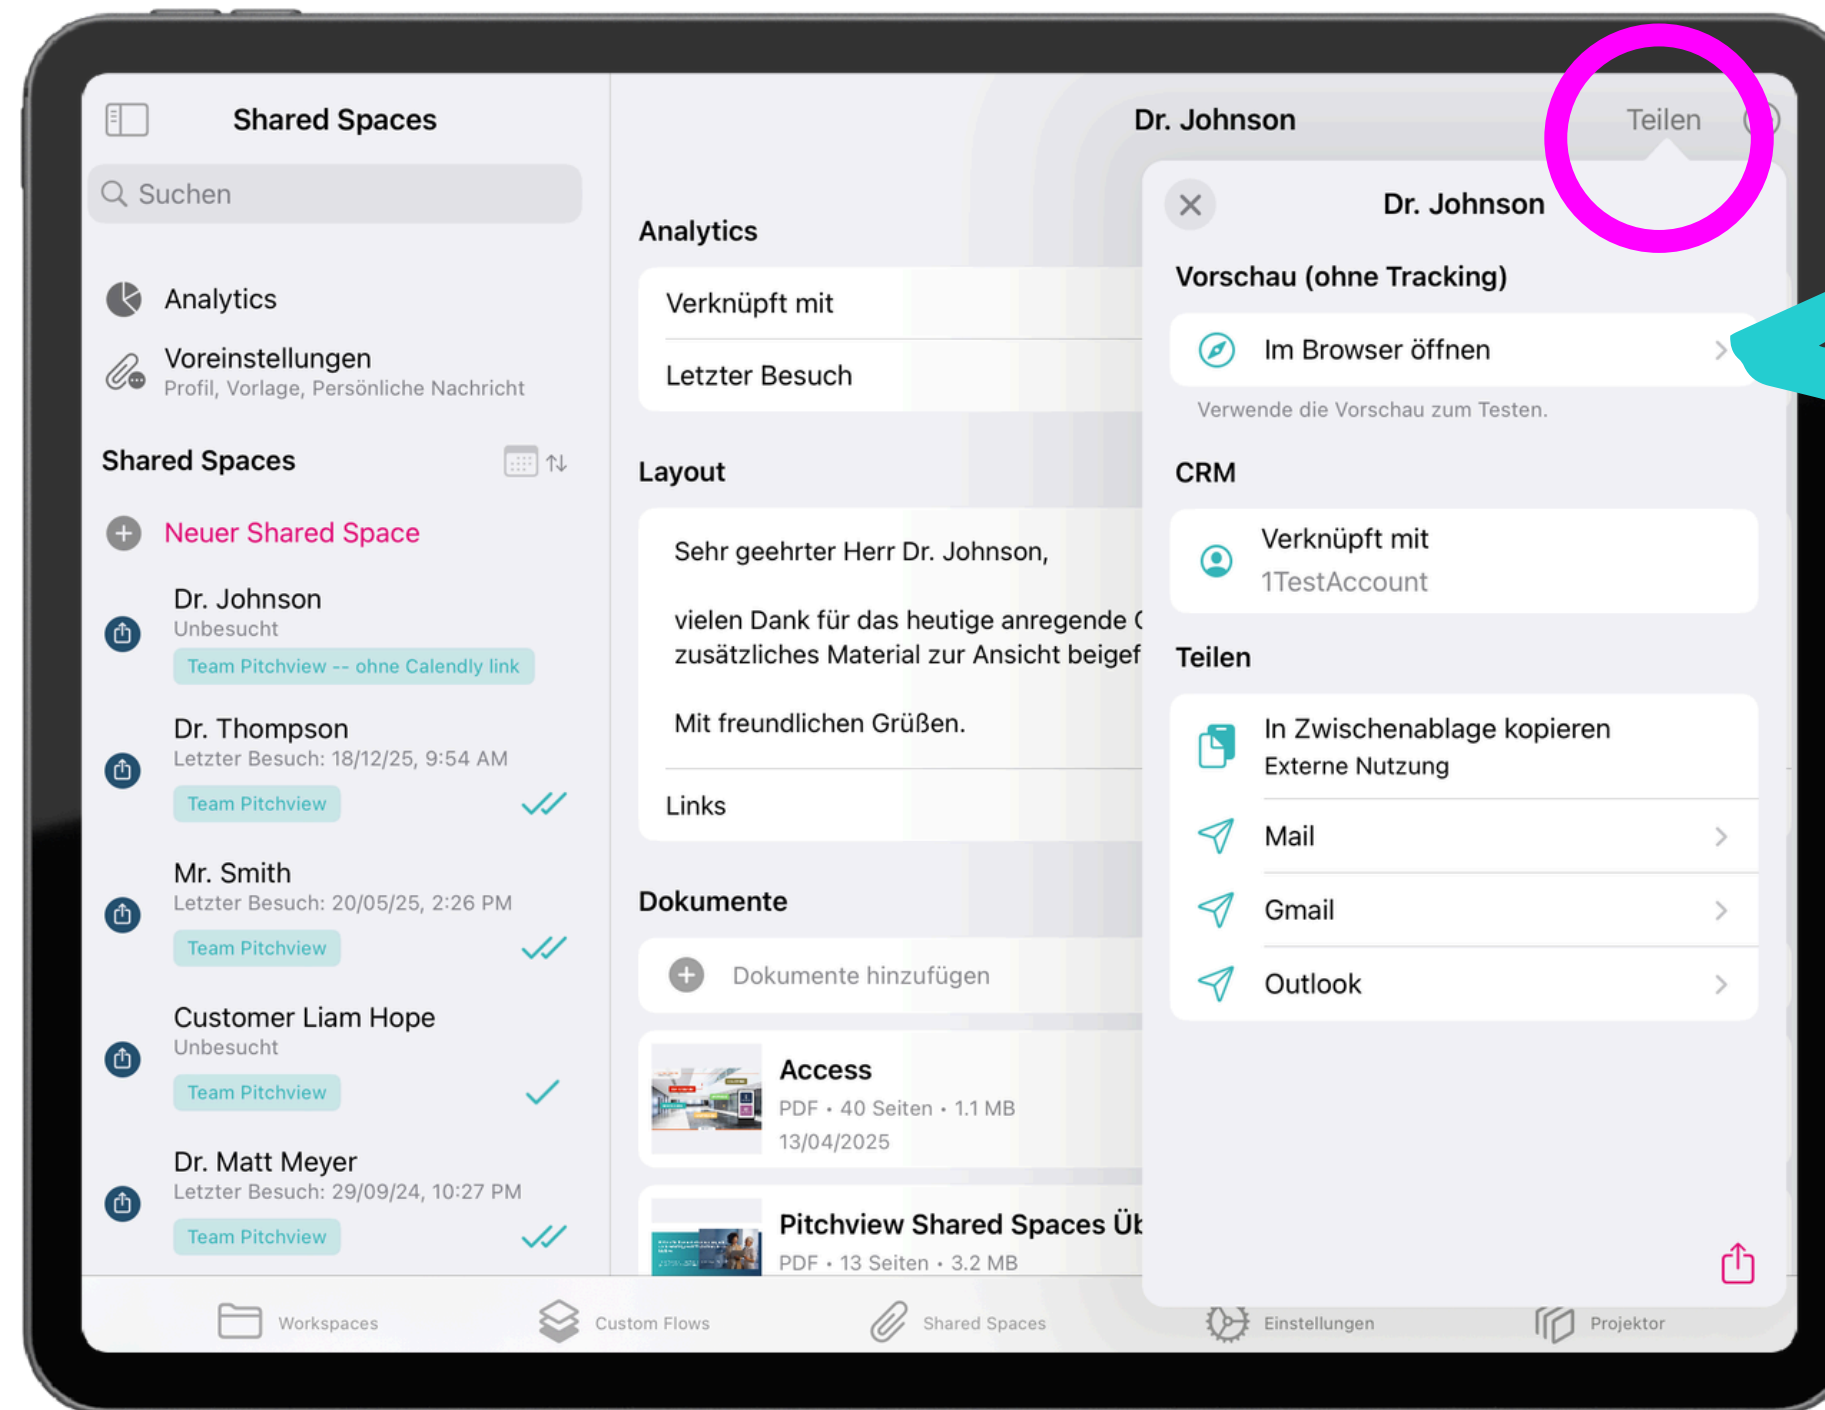 Shared Spaces
Suchen
Analytics
Voreinstellungen
Profil, Vorlage, Persönliche Nachricht
Shared Spaces
Neuer Shared Space
Dr. Johnson
Unbesucht
Team Pitchview -- ohne Calendly link
Dr. Thompson
Letzter Besuch: 18/12/25, 9:54 AM
Team Pitchview
Mr. Smith
Letzter Besuch: 20/05/25, 2:26 PM
Team Pitchview
Customer Liam Hope
Unbesucht
Team Pitchview
Dr. Matt Meyer
Letzter Besuch: 29/09/24, 10:27 PM
Team Pitchview
Dr. Johnson
Teilen
Analytics
Verknüpft mit
Letzter Besuch
Layout
Sehr geehrter Herr Dr. Johnson,
vielen Dank für das heutige anregende
zusätzliches Material zur Ansicht
Mit freundlichen Grüßen.
Links
Dokumente
Dokumente hinzufügen
Access
PDF • 40 Seiten • 1.1 MB
13/04/2025
Pitchview Shared Spaces
PDF • 13 Seiten • 3.2 MB
Dr. Johnson
Vorschau (ohne Tracking)
Im Browser öffnen
Verwende die Vorschau zum Testen.
CRM
Verknüpft mit
1TestAccount
Teilen
In Zwischenablage kopieren
Externe Nutzung
Mail
Gmail
Outlook
Workspaces
Custom Flows
Shared Spaces
Einstellungen
Projektor